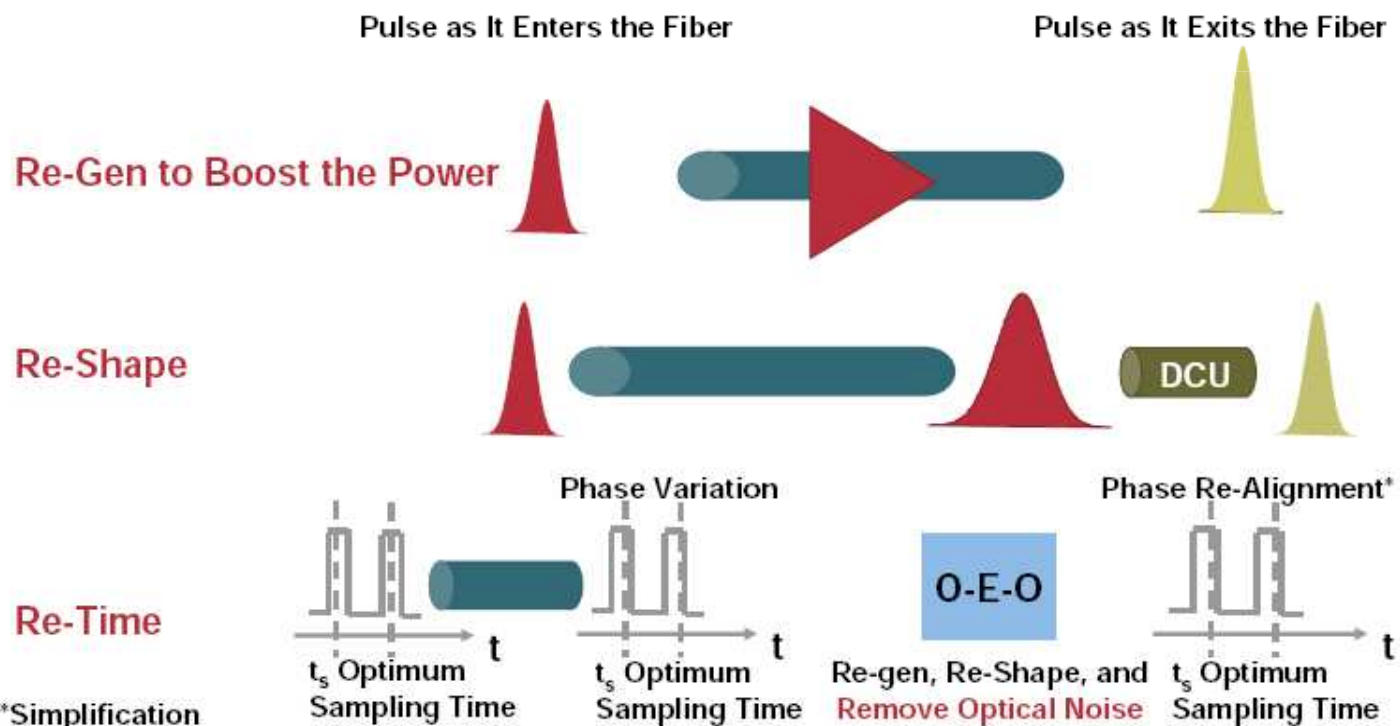 Pulse as It Enters the Fiber
Pulse as It Exits the Fiber
Re-Gen to Boost the Power
Re-Shape
DCU
Phase Variation
Phase Re-Alignment*
Re-Time
O-E-O
t
t
t
ts Optimum
Sampling Time
ts Optimum
Sampling Time
Re-gen, Re-Shape, and
Remove Optical Noise
ts Optimum
Sampling Time
*Simplification